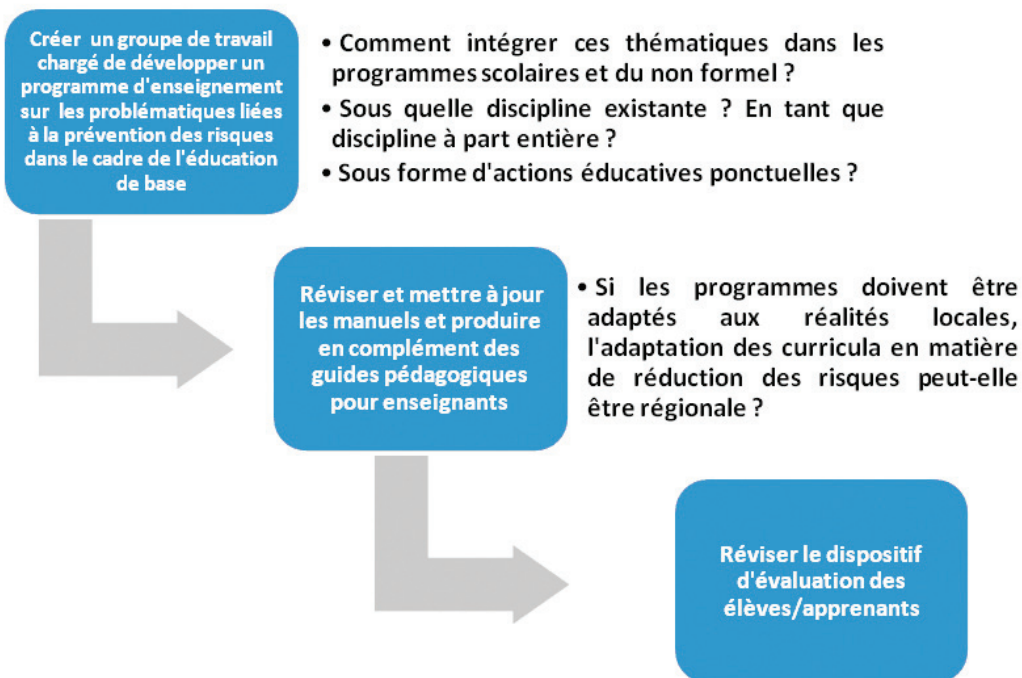 Créer un groupe de travail
chargé de développer un
programme d'enseignement
sur les problématiques liées
à la prévention des risques
dans le cadre de l'éducation
de base
• Comment intégrer ces thématiques dans les
programmes scolaires et du non formel ?
• Sous quelle discipline existante ? En tant que
discipline à part entière ?
• Sous forme d'actions éducatives ponctuelles ?
Réviser et mettre à jour
les manuels et produire
en complément des
guides pédagogiques
pour enseignants
• Si les programmes doivent être
adaptés aux réalités locales,
l'adaptation des curricula en matière
de réduction des risques peut-elle
être régionale ?
Réviser le dispositif
d'évaluation des
élèves/apprenants